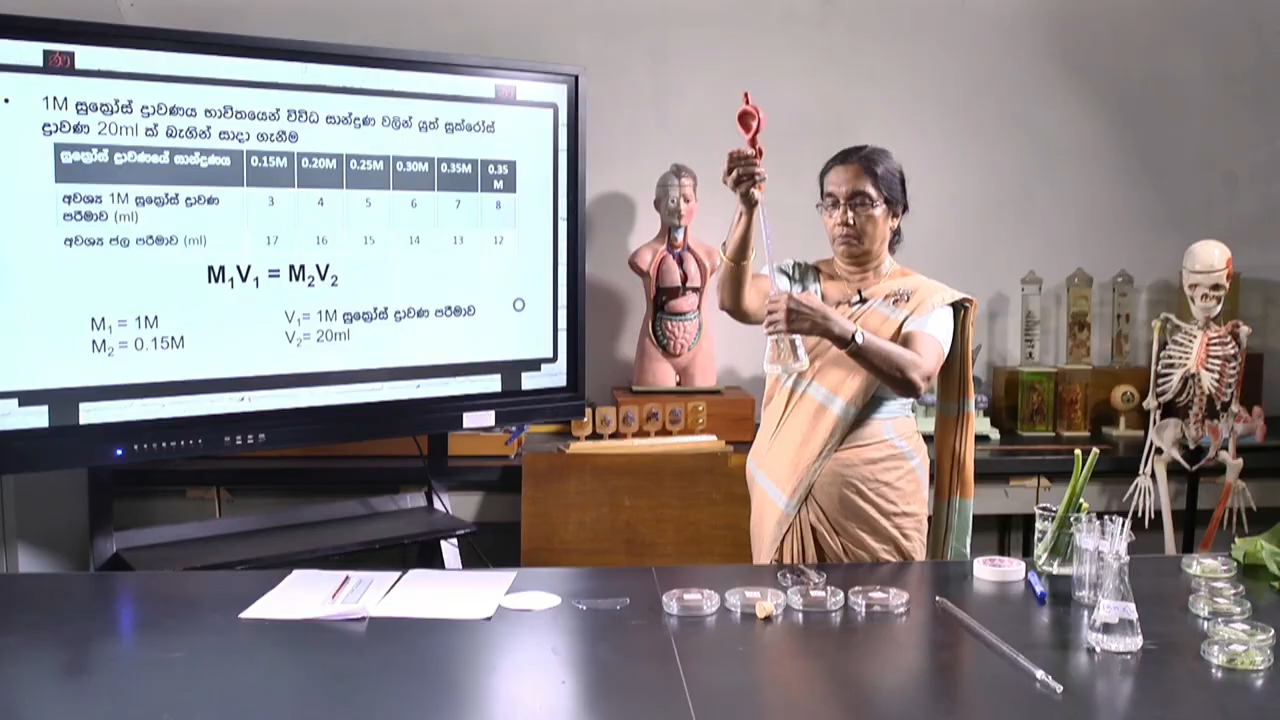 • 1M සුක්‍රෝස් ද්‍රාවණය භාවිතයෙන් විවිධ සාන්ද්‍රණ වලින් යුත් සුක්රෝස්
ද්‍රාවණ 20ml ක් බැගින් සාදා ගැනීම
සුක්‍රෝස් ද්‍රාවණයේ සාන්ද්‍රණය 0.15M 0.20M 0.25M 0.30M 0.35M 0.35
M
අවශ්‍ය 1M සුක්‍රෝස් ද්‍රාවණ 3 4 5 6 7 8
පරිමාව (ml)
අවශ්‍ය ජල පරිමාව (ml) 17 16 15 14 13 12
M₁V₁ = M₂V₂
M₁ = 1M V₁= 1M සුක්‍රෝස් ද්‍රාවණ පරිමාව
M₂ = 0.15M V₂= 20ml